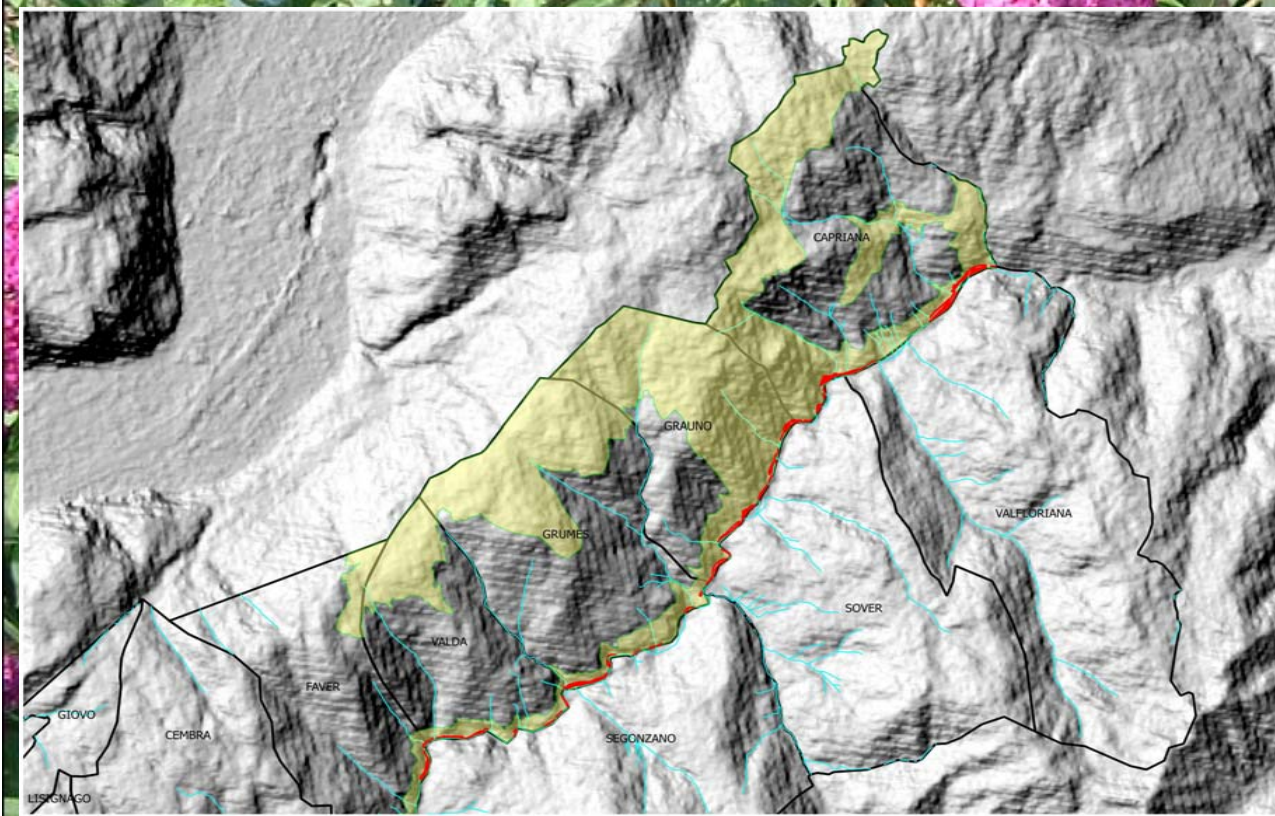 CAPRIANA
GRAUNO
VALFLORIANA
GRUMES
SOVER
VALDA
FAVER
GIOVO
CEMBRA
SEGONZANO
LISIGNAGO